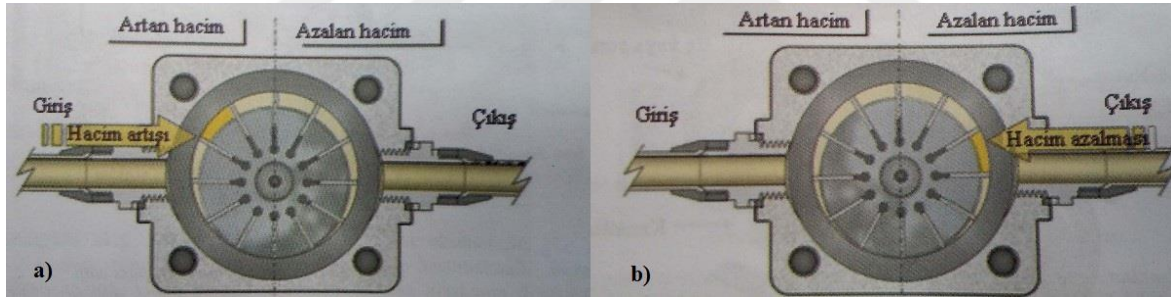 Artan hacim
Azalan hacim
Giriş
Hacim artışı
Çıkış
a)
Artan hacim
Azalan hacim
Giriş
Çıkış
Hacim azalması
b)